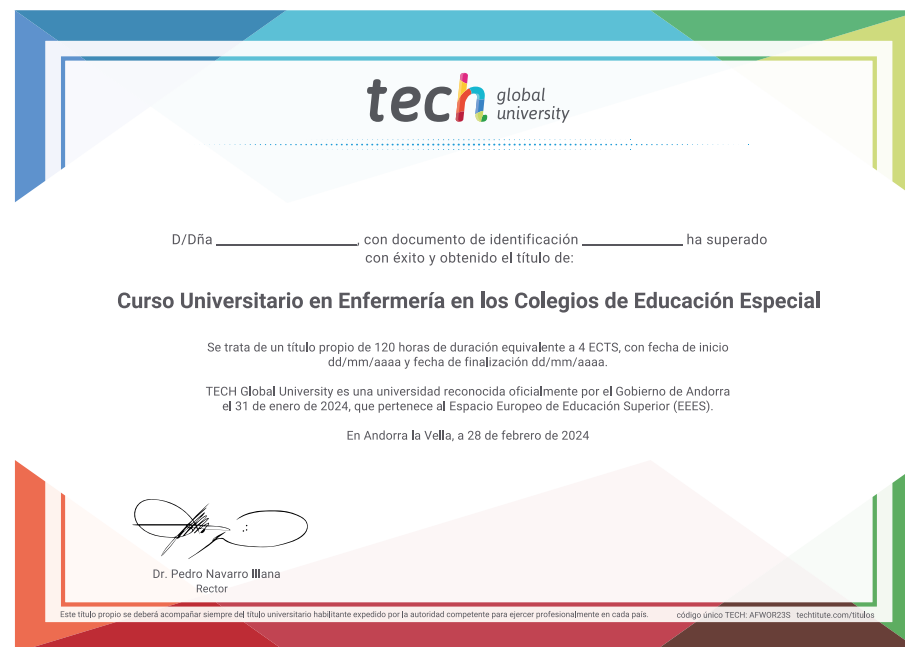 tech global university
D/Dña ________________, con documento de identificación ____________ ha superado
con éxito y obtenido el título de:
Curso Universitario en Enfermería en los Colegios de Educación Especial
Se trata de un título propio de 120 horas de duración equivalente a 4 ECTS, con fecha de inicio
dd/mm/aaaa y fecha de finalización dd/mm/aaaa.
TECH Global University es una universidad reconocida oficialmente por el Gobierno de Andorra
el 31 de enero de 2024, que pertenece al Espacio Europeo de Educación Superior (EEES).
En Andorra la Vella, a 28 de febrero de 2024
Dr. Pedro Navarro Illana
Rector
Este título propio se deberá acompañar siempre del título universitario habilitante expedido por la autoridad competente para ejercer profesionalmente en cada país. código único TECH: AFWOR23S techtitute.com/titulos